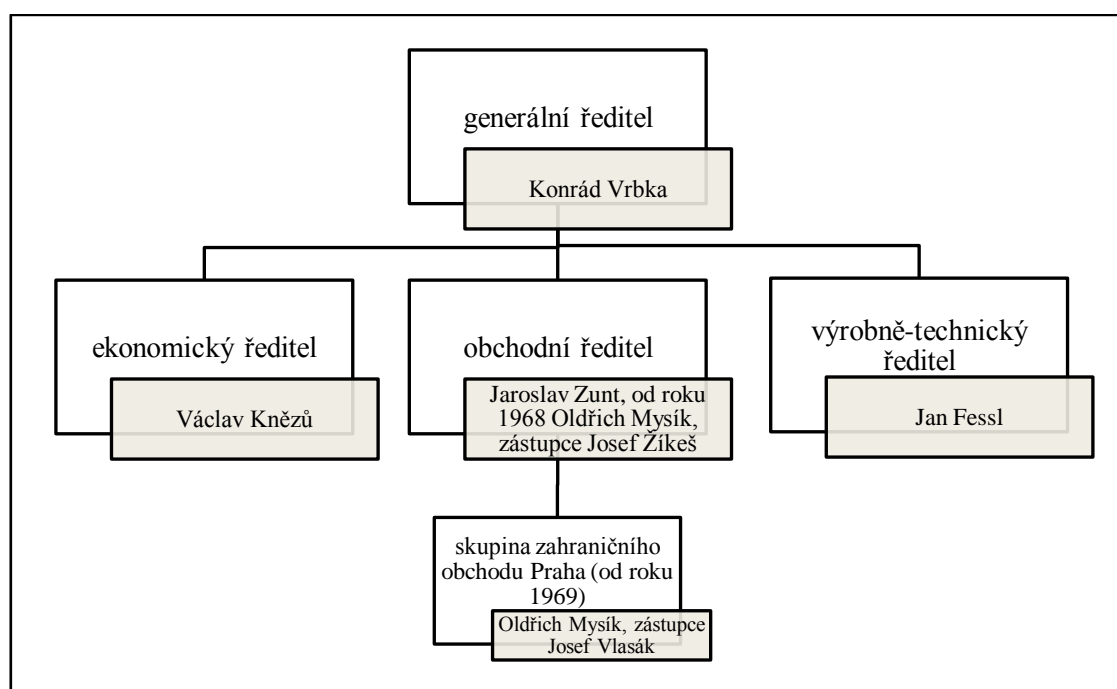 generální ředitel
Konrád Vrbka
ekonomický ředitel
Václav Knězů
obchodní ředitel
Jaroslav Zunt, od roku
1968 Oldřich Mysík,
zástupce Josef Žíkeš
výrobně-technický
ředitel
Jan Fessl
skupina zahraničního
obchodu Praha (od roku
1969)
Oldřich Mysík, zástupce
Josef Vlasák